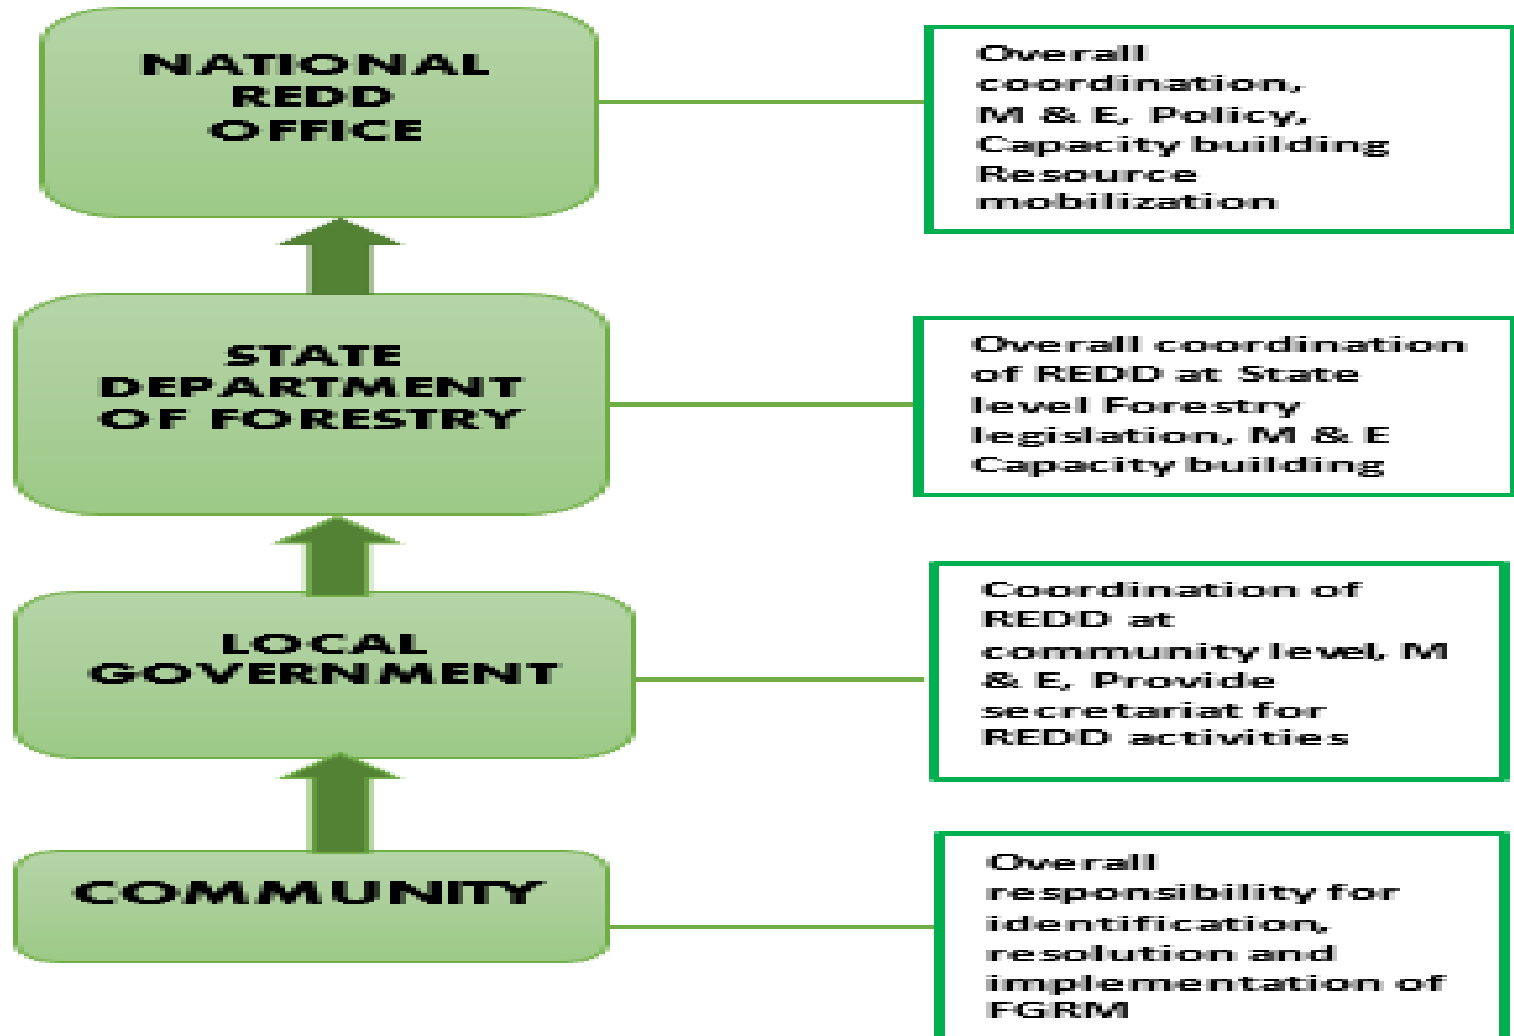 NATIONAL
REDD
OFFICE
Overall
coordination,
M & E, Policy,
Capacity building
Resource
mobilization
STATE
DEPARTMENT
OF FORESTRY
Overall coordination
of REDD at State
level Forestry
legislation, M & E
Capacity building
LOCAL
GOVERNMENT
Coordination of
REDD at
community level, M
& E, Provide
secretariat for
REDD activities
COMMUNITY
Overall
responsibility for
identification,
resolution and
implementation of
FGRM